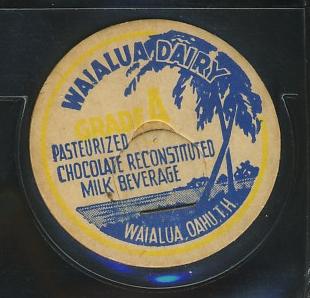 WAIALUA DAIRY
GRADE A
PASTEURIZED
CHOCOLATE RECONSTITUTED
MILK BEVERAGE
WAIALUA, OAHU, T.H.